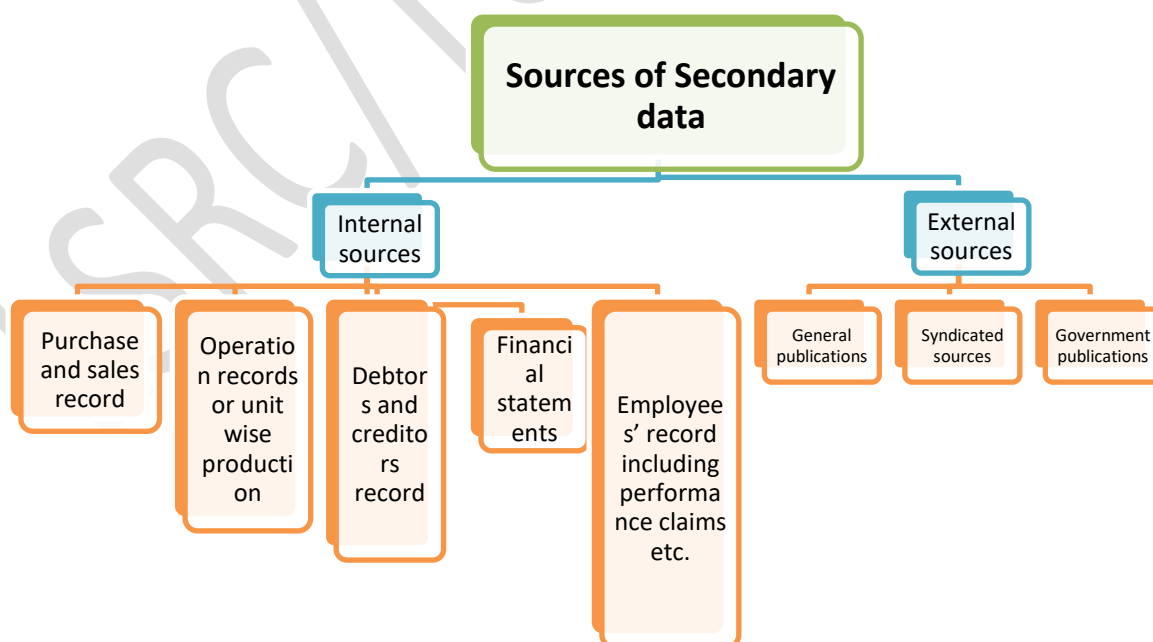 Sources of Secondary
data
Internal
sources
External
sources
Purchase
and sales
record
Operatio
n records
or unit
wise
producti
on
Debtor
s and
credito
rs
record
Financi
al
statem
ents
Employee
s’ record
including
performa
nce claims
etc.
General
publications
Syndicated
sources
Government
publications
SRC/